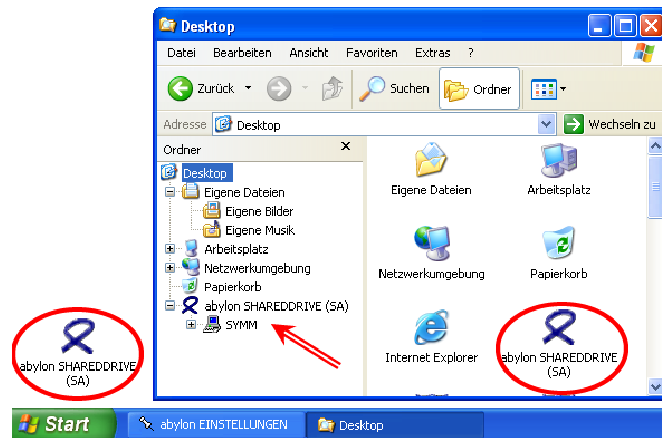 Desktop
Datei Bearbeiten Ansicht Favoriten Extras ?
Zurück Suchen Ordner
Adresse Desktop Wechseln zu
Ordner x
Desktop
Eigene Dateien
Eigene Bilder
Eigene Musik
Arbeitsplatz
Netzwerkumgebung
Papierkorb
abylon SHAREDDRIVE (SA)
SYMM
Eigene Dateien Arbeitsplatz
Netzwerkumgebung Papierkorb
Internet Explorer abylon SHAREDDRIVE
(SA)
abylon SHAREDDRIVE
(SA)
Start abylon EINSTELLUNGEN Desktop